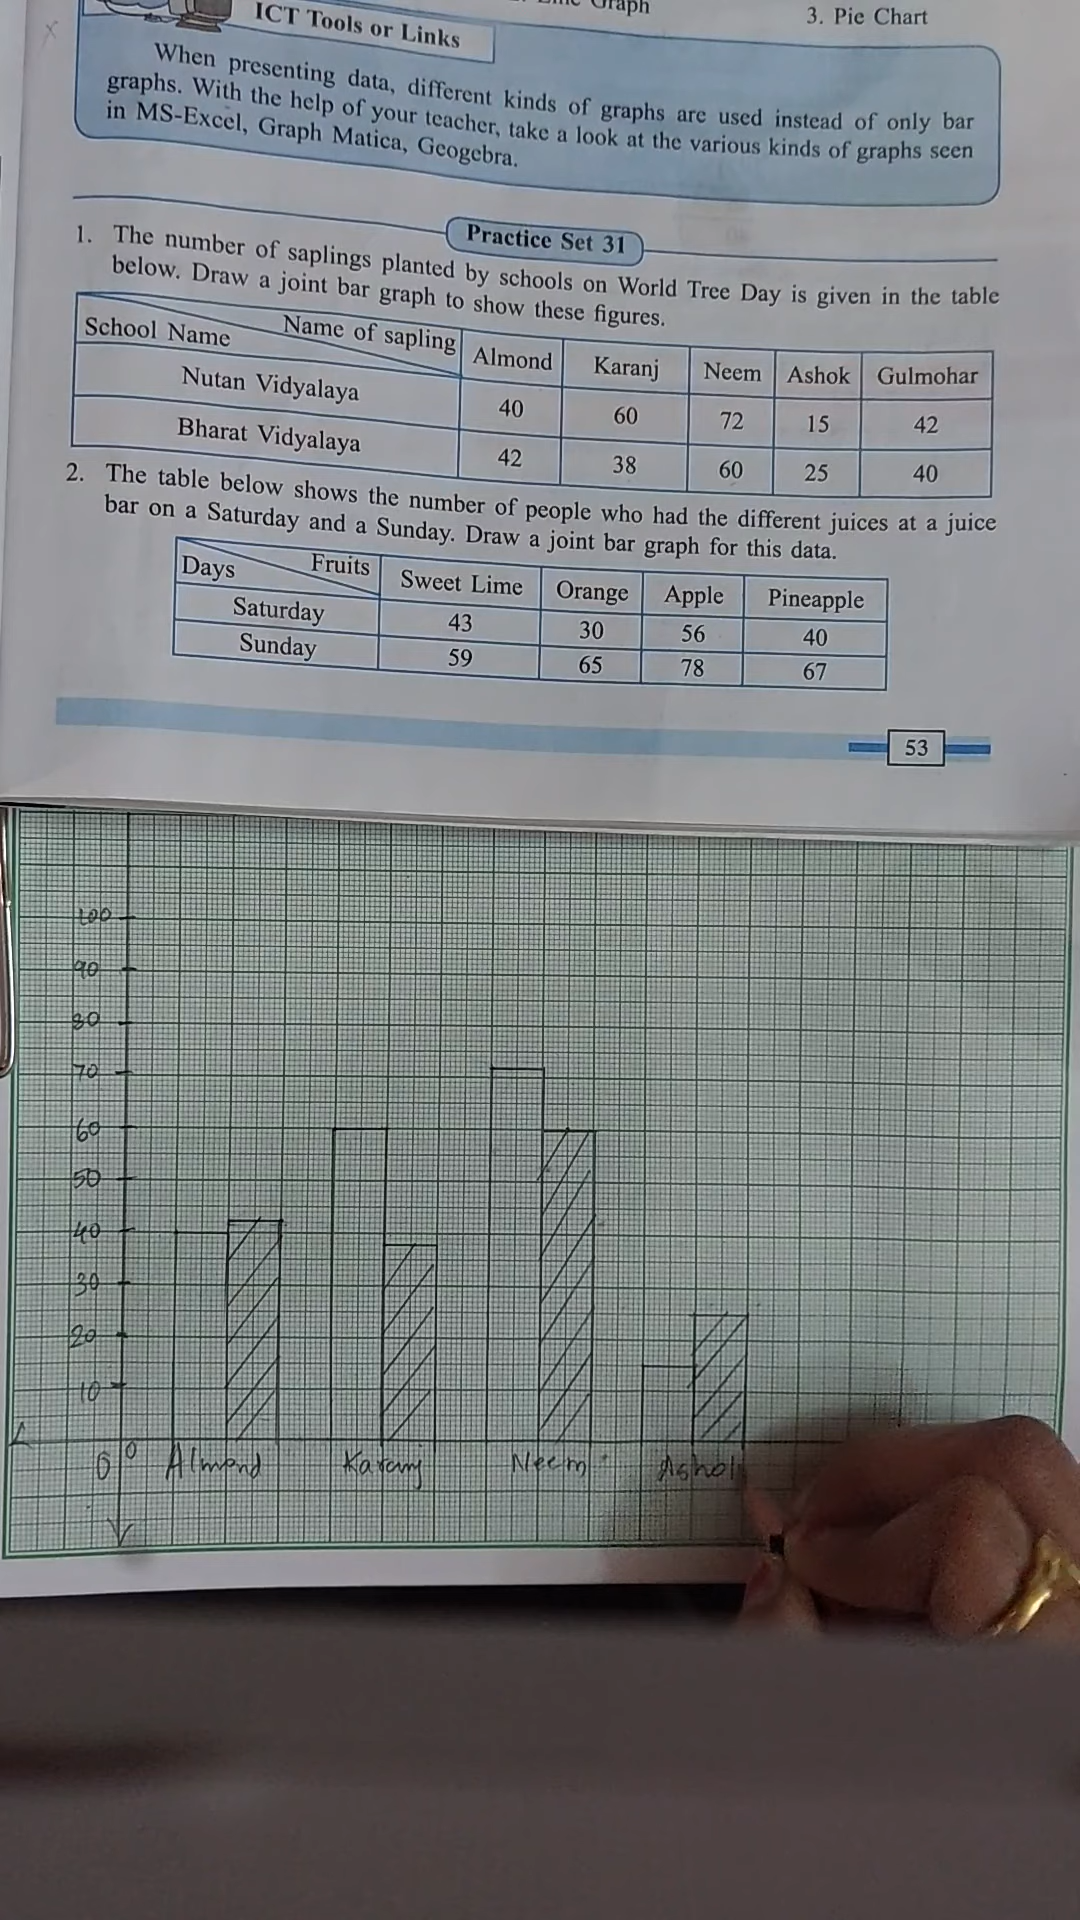 Graph
3. Pie Chart
ICT Tools or Links
When presenting data, different kinds of graphs are used instead of only bar
graphs. With the help of your teacher, take a look at the various kinds of graphs seen
in MS-Excel, Graph Matica, Geogebra.
Practice Set 31
1. The number of saplings planted by schools on World Tree Day is given in the table
below. Draw a joint bar graph to show these figures.
School Name Name of sapling Almond Karanj Neem Ashok Gulmohar
Nutan Vidyalaya 40 60 72 15 42
Bharat Vidyalaya 42 38 60 25 40
2. The table below shows the number of people who had the different juices at a juice
bar on a Saturday and a Sunday. Draw a joint bar graph for this data.
Days Fruits Sweet Lime Orange Apple Pineapple
Saturday 43 30 56 40
Sunday 59 65 78 67
53
100
90
80
70
60
50
40
30
20
10
0 0 Almond Karanj Neem Ashok